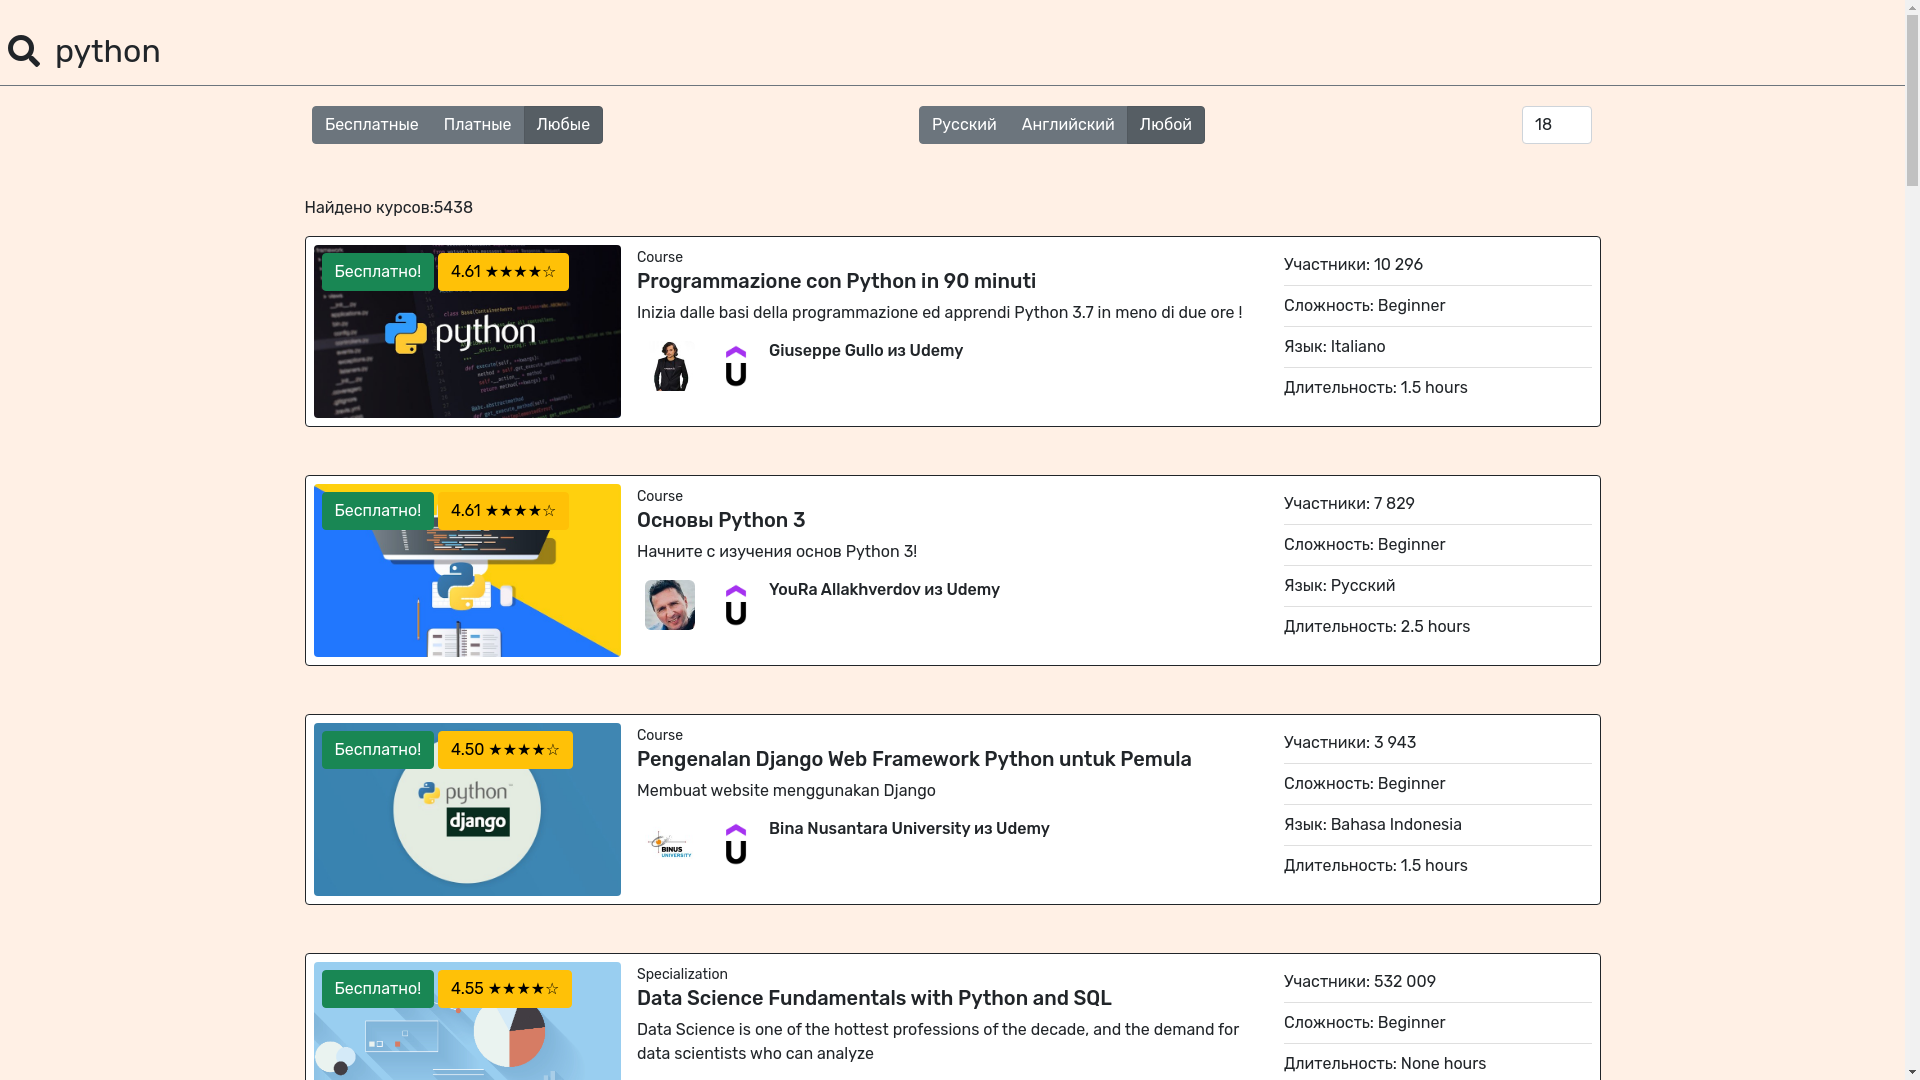 python
Бесплатные Платные Любые
Русский Английский Любой
18
Найдено курсов:5438
Бесплатно! 4.61 ★★★★☆
python
Course
Programmazione con Python in 90 minuti
Inizia dalle basi della programmazione ed apprendi Python 3.7 in meno di due ore !
Giuseppe Gullo из Udemy
Участники: 10 296
Сложность: Beginner
Язык: Italiano
Длительность: 1.5 hours
Бесплатно! 4.61 ★★★★☆
Course
Основы Python 3
Начните с изучения основ Python 3!
YouRa Allakhverdov из Udemy
Участники: 7 829
Сложность: Beginner
Язык: Русский
Длительность: 2.5 hours
Бесплатно! 4.50 ★★★★☆
python
django
Course
Pengenalan Django Web Framework Python untuk Pemula
Membuat website menggunakan Django
BINUS
UNIVERSITY
Bina Nusantara University из Udemy
Участники: 3 943
Сложность: Beginner
Язык: Bahasa Indonesia
Длительность: 1.5 hours
Бесплатно! 4.55 ★★★★☆
Specialization
Data Science Fundamentals with Python and SQL
Data Science is one of the hottest professions of the decade, and the demand for
data scientists who can analyze
Участники: 532 009
Сложность: Beginner
Длительность: None hours